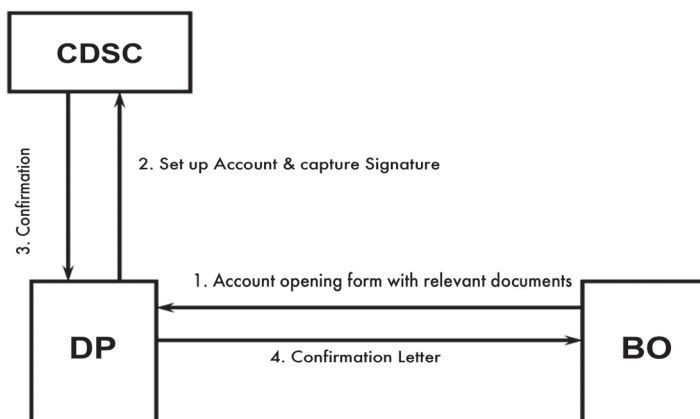 CDSC
2. Set up Account & capture Signature
3. Confirmation
1. Account opening form with relevant documents
DP
BO
4. Confirmation Letter